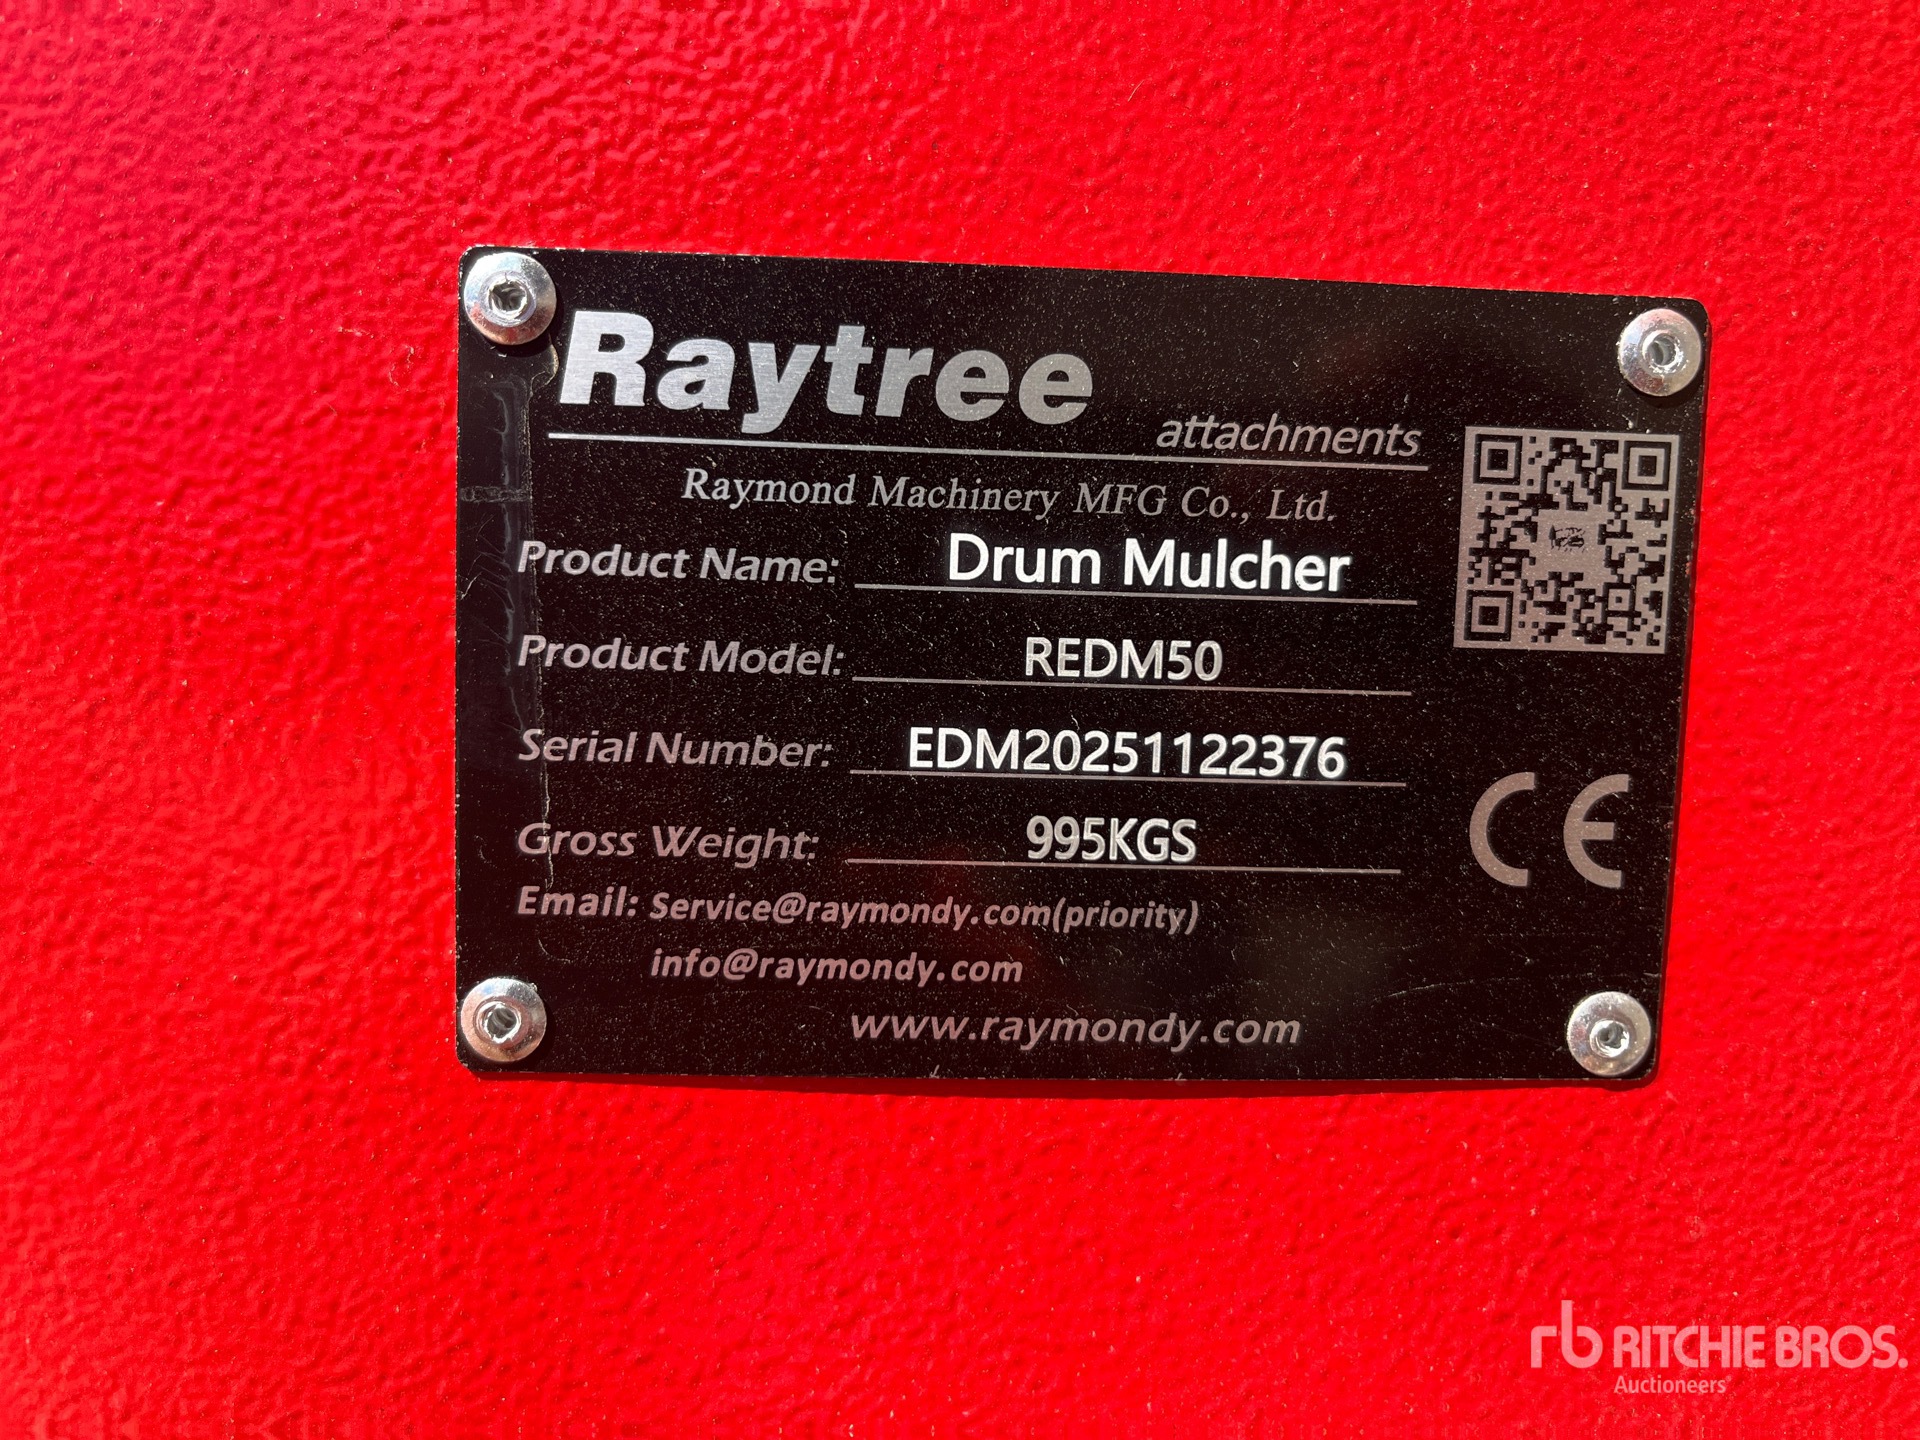 Raytree
attachments
Raymond Machinery MFG Co., Ltd.
Product Name: Drum Mulcher
Product Model: REDM50
Serial Number: EDM20251122376
Gross Weight: 995KGS
Email: Service@raymondy.com(priority)
info@raymondy.com
www.raymondy.com
CE
rb RITCHIE BROS.
Auctioneers